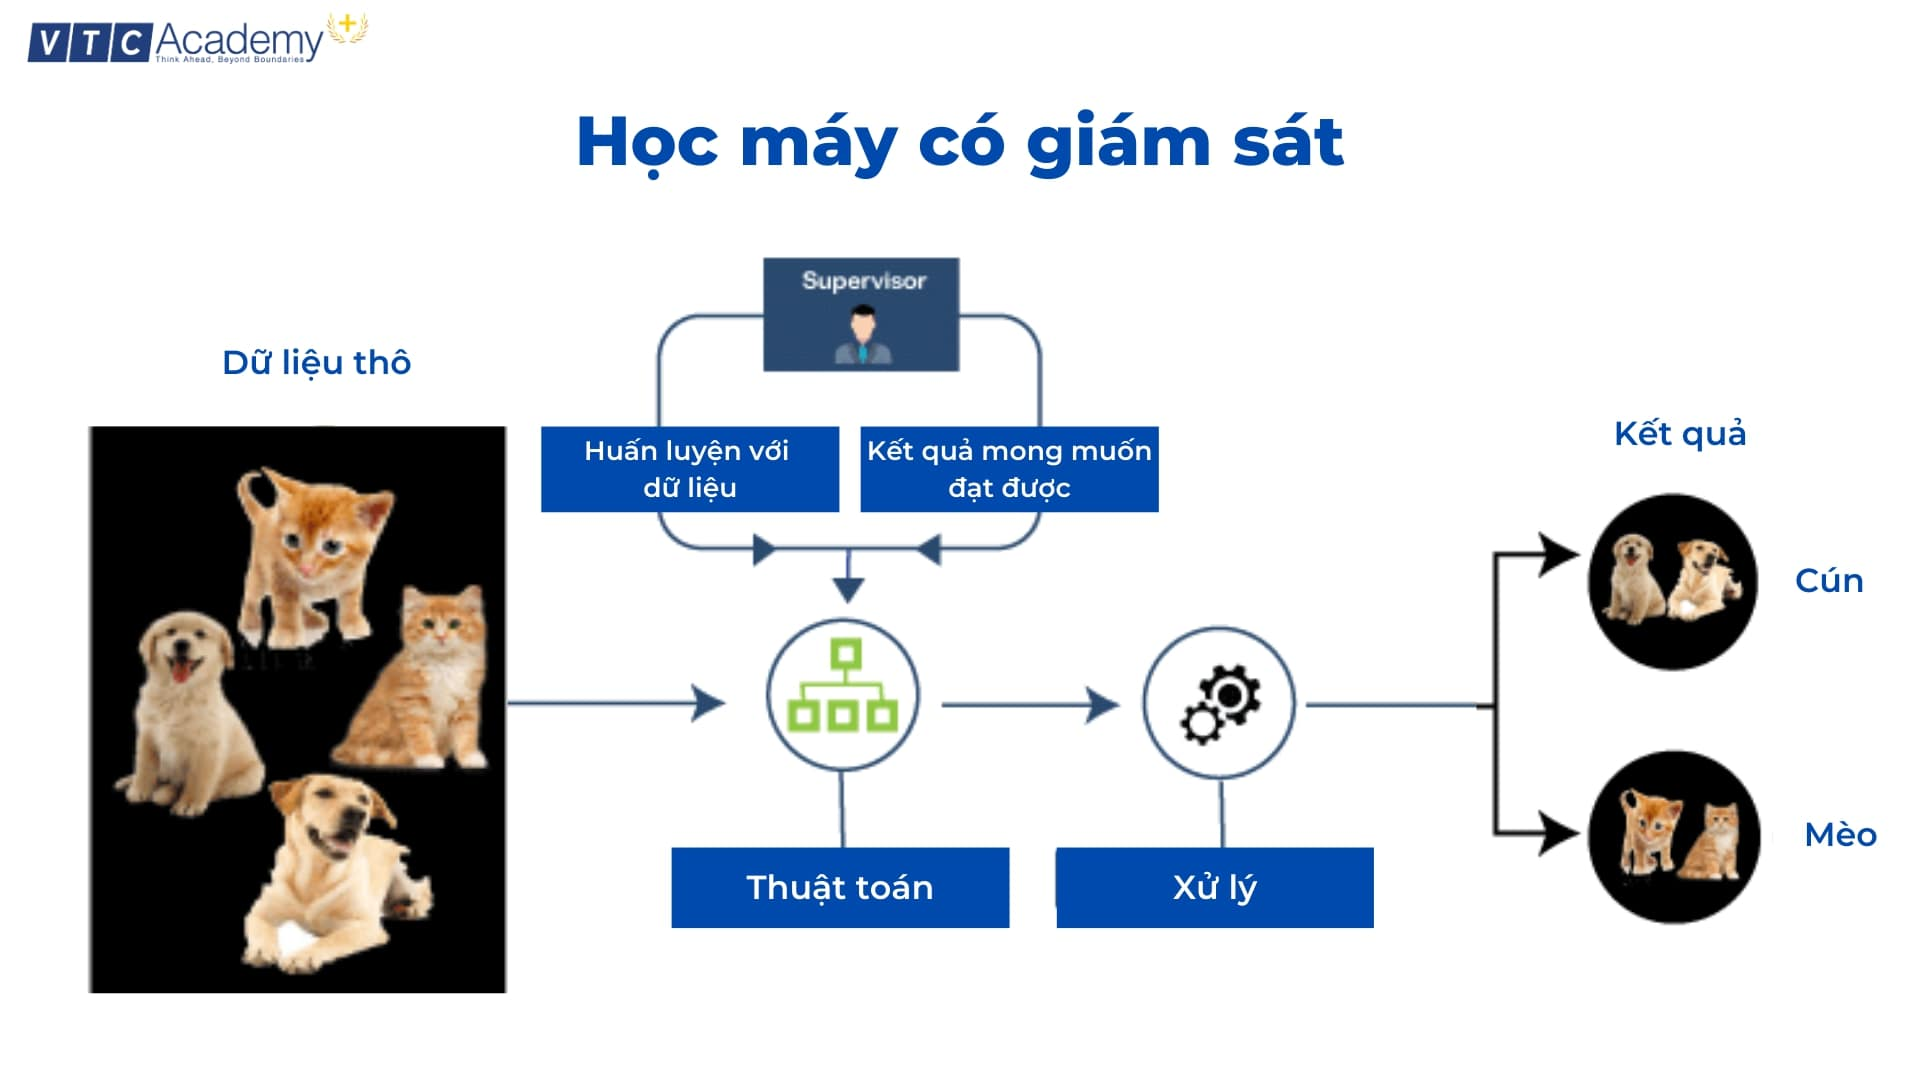 VTC Academy
Think Ahead, Beyond Boundaries
Học máy có giám sát
Supervisor
Dữ liệu thô
Huấn luyện với
dữ liệu
Kết quả mong muốn
đạt được
Kết quả
Cún
Mèo
Thuật toán
Xử lý